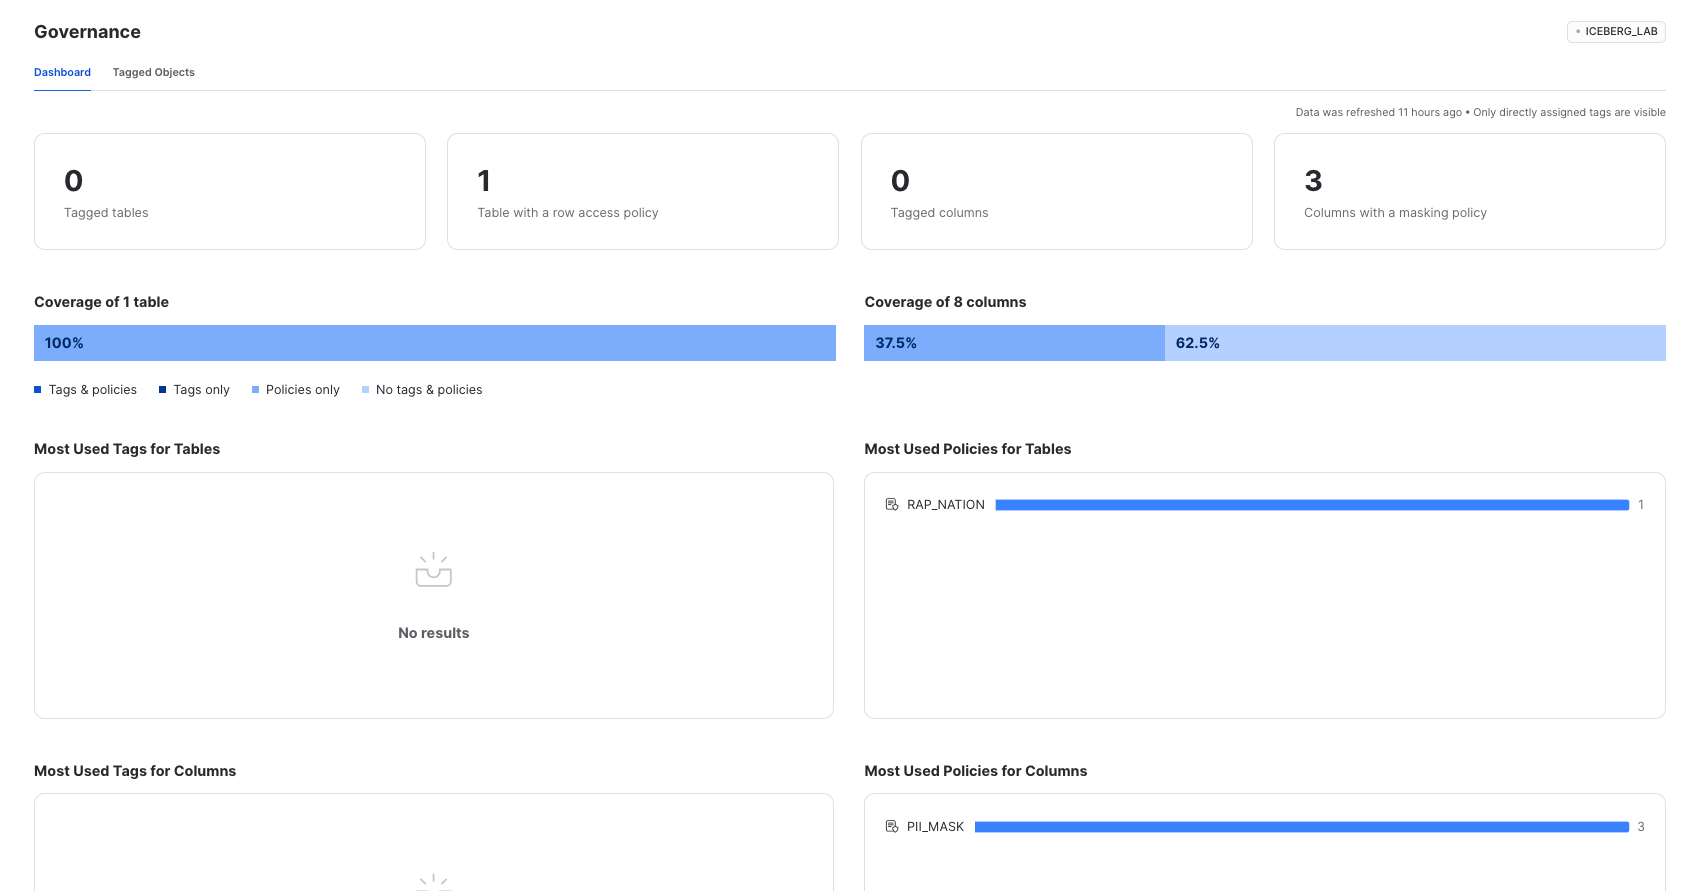 Governance
ICEBERG_LAB
Dashboard
Tagged Objects
Data was refreshed 11 hours ago • Only directly assigned tags are visible
0
Tagged tables
1
Table with a row access policy
0
Tagged columns
3
Columns with a masking policy
Coverage of 1 table
100%
Tags & policies
Tags only
Policies only
No tags & policies
Coverage of 8 columns
37.5%
62.5%
Most Used Tags for Tables
No results
Most Used Policies for Tables
RAP_NATION
1
Most Used Tags for Columns
Most Used Policies for Columns
PII_MASK
3